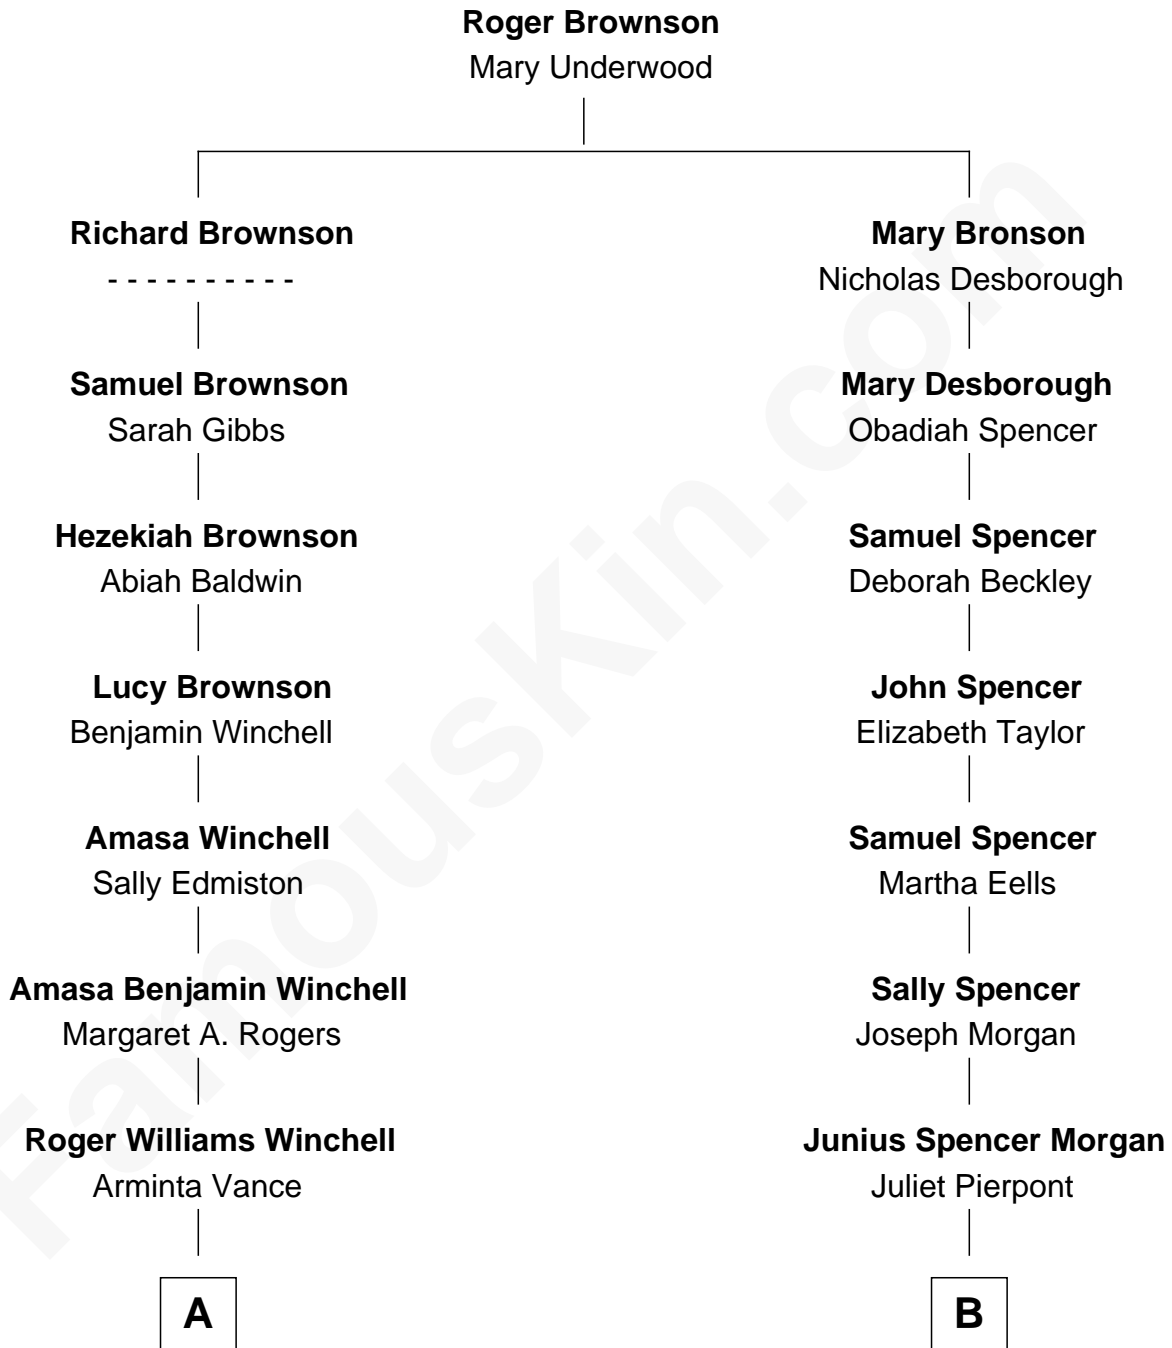 Roger Brownson
Mary Underwood
Richard Brownson
- - - - - - - - - -
Samuel Brownson
Sarah Gibbs
Hezekiah Brownson
Abiah Baldwin
Lucy Brownson
Benjamin Winchell
Amasa Winchell
Sally Edmiston
Amasa Benjamin Winchell
Margaret A. Rogers
Roger Williams Winchell
Arminta Vance
A
Mary Bronson
Nicholas Desborough
Mary Desborough
Obadiah Spencer
Samuel Spencer
Deborah Beckley
John Spencer
Elizabeth Taylor
Samuel Spencer
Martha Eells
Sally Spencer
Joseph Morgan
Junius Spencer Morgan
Juliet Pierpont
B
FamousKin.com